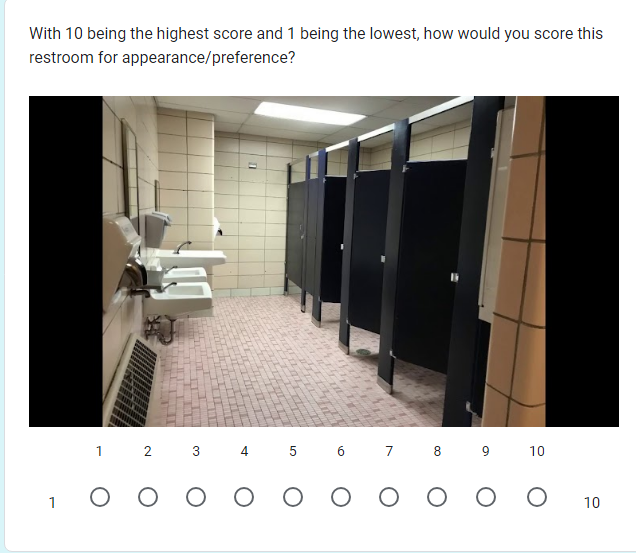 With 10 being the highest score and 1 being the lowest, how would you score this
restroom for appearance/preference?
1 2 3 4 5 6 7 8 9 10
1 10